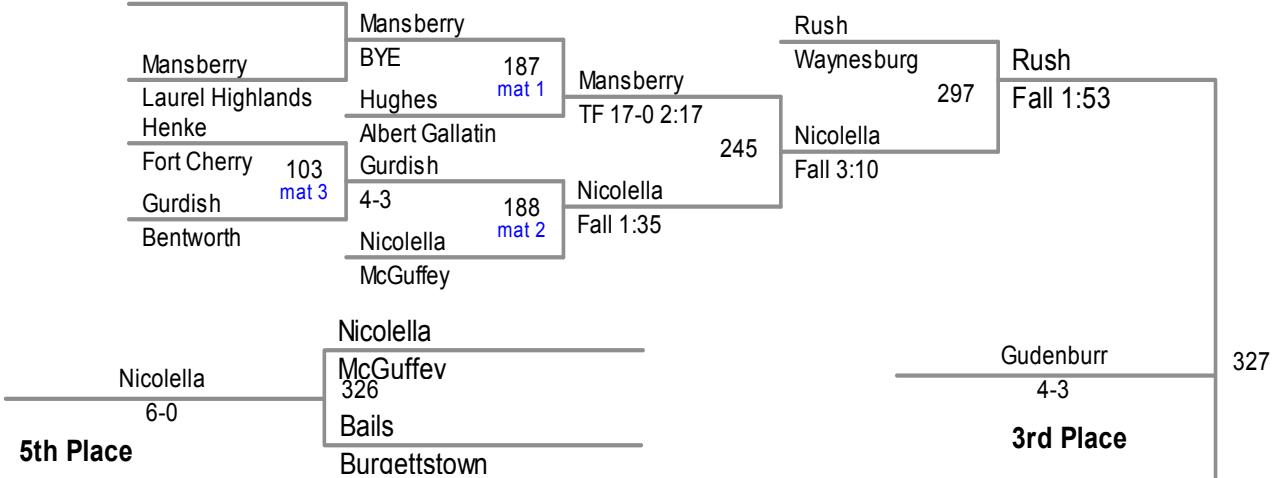 Mansberry
Laurel Highlands
Henke
Fort Cherry
103
mat 3
Gurdish
Bentworth
Mansberry
BYE
187
mat 1
Hughes
Albert Gallatin
Gurdish
4-3
188
mat 2
Nicolella
McGuffey
Mansberry
TF 17-0 2:17
245
Nicolella
Fall 1:35
Rush
Waynesburg
297
Nicolella
Fall 3:10
Rush
Fall 1:53
Nicolella
McGuffey
326
Bails
Burgettstown
Nicolella
6-0
5th Place
Gudenburr
4-3
327
3rd Place